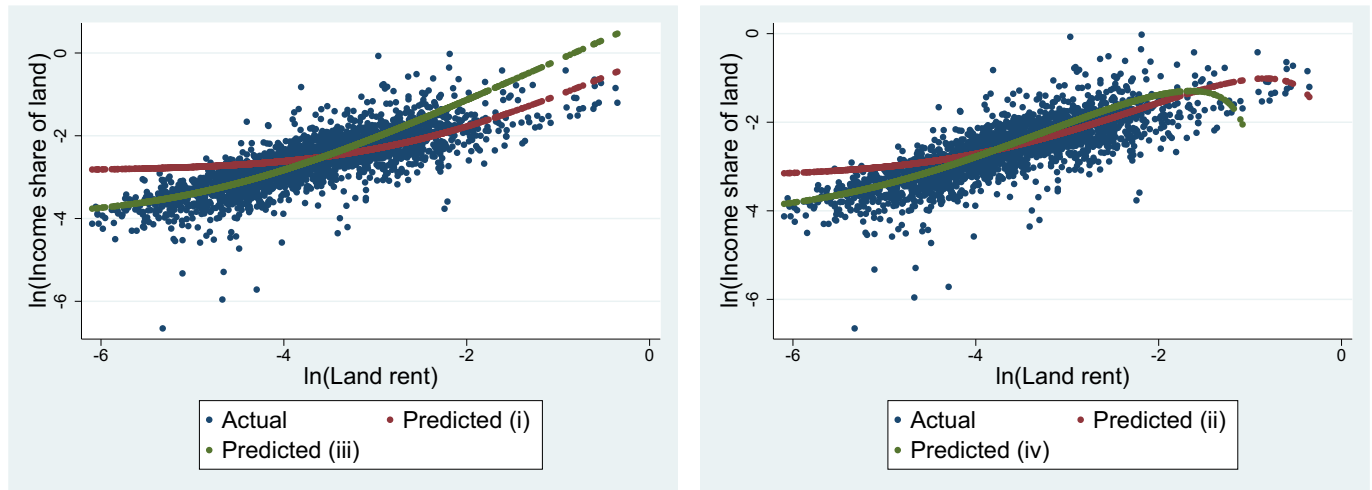 ln(Income share of land)
0
-2
-4
-6
-6 -4 -2 0
ln(Land rent)
Actual Predicted (i)
Predicted (iii)
ln(Income share of land)
0
-2
-4
-6
-6 -4 -2 0
ln(Land rent)
Actual Predicted (ii)
Predicted (iv)